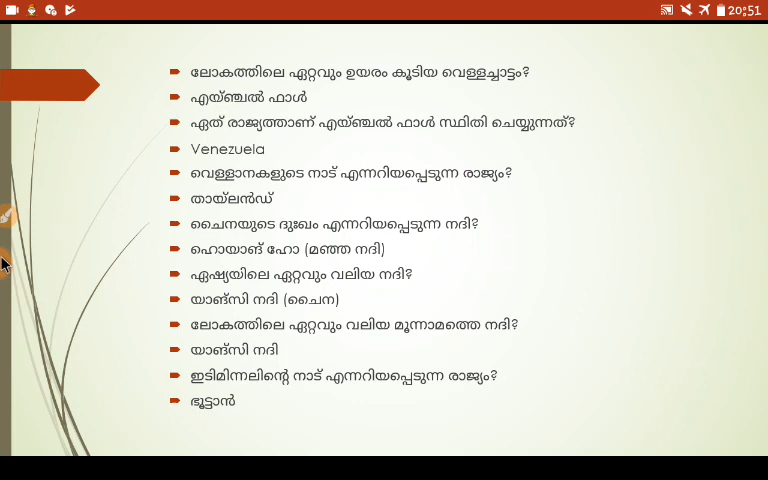 20:51
ലോകത്തിലെ ഏറ്റവും ഉയരം കൂടിയ വെള്ളച്ചാട്ടം?
എയ്ഞ്ചൽ ഫാൾ
ഏത് രാജ്യത്താണ് എയ്ഞ്ചൽ ഫാൾ സ്ഥിതി ചെയ്യുന്നത്?
Venezuela
വെള്ളാനകളുടെ നാട് എന്നറിയപ്പെടുന്ന രാജ്യം?
തായ്ലൻഡ്
ചൈനയുടെ ദുഃഖം എന്നറിയപ്പെടുന്ന നദി?
ഹൊയാങ് ഹോ (മഞ്ഞ നദി)
ഏഷ്യയിലെ ഏറ്റവും വലിയ നദി?
യാങ്സി നദി (ചൈന)
ലോകത്തിലെ ഏറ്റവും വലിയ മൂന്നാമത്തെ നദി?
യാങ്സി നദി
ഇടിമിന്നലിന്റെ നാട് എന്നറിയപ്പെടുന്ന രാജ്യം?
ഭൂട്ടാൻ